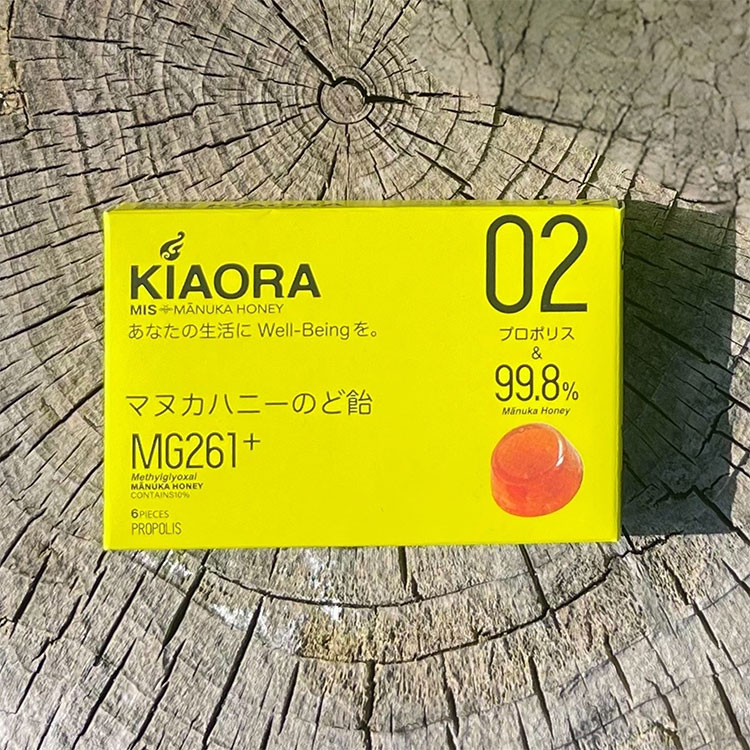 KIAORA
MIS MĀNUKA HONEY
あなたの生活に Well-Beingを。
マヌカハニーのど飴
MG261+
Methylglyoxal
MĀNUKA HONEY
CONTAINS10%
6 PIECES
PROPOLIS
02
プロポリス
&
99.8%
Mānuka Honey